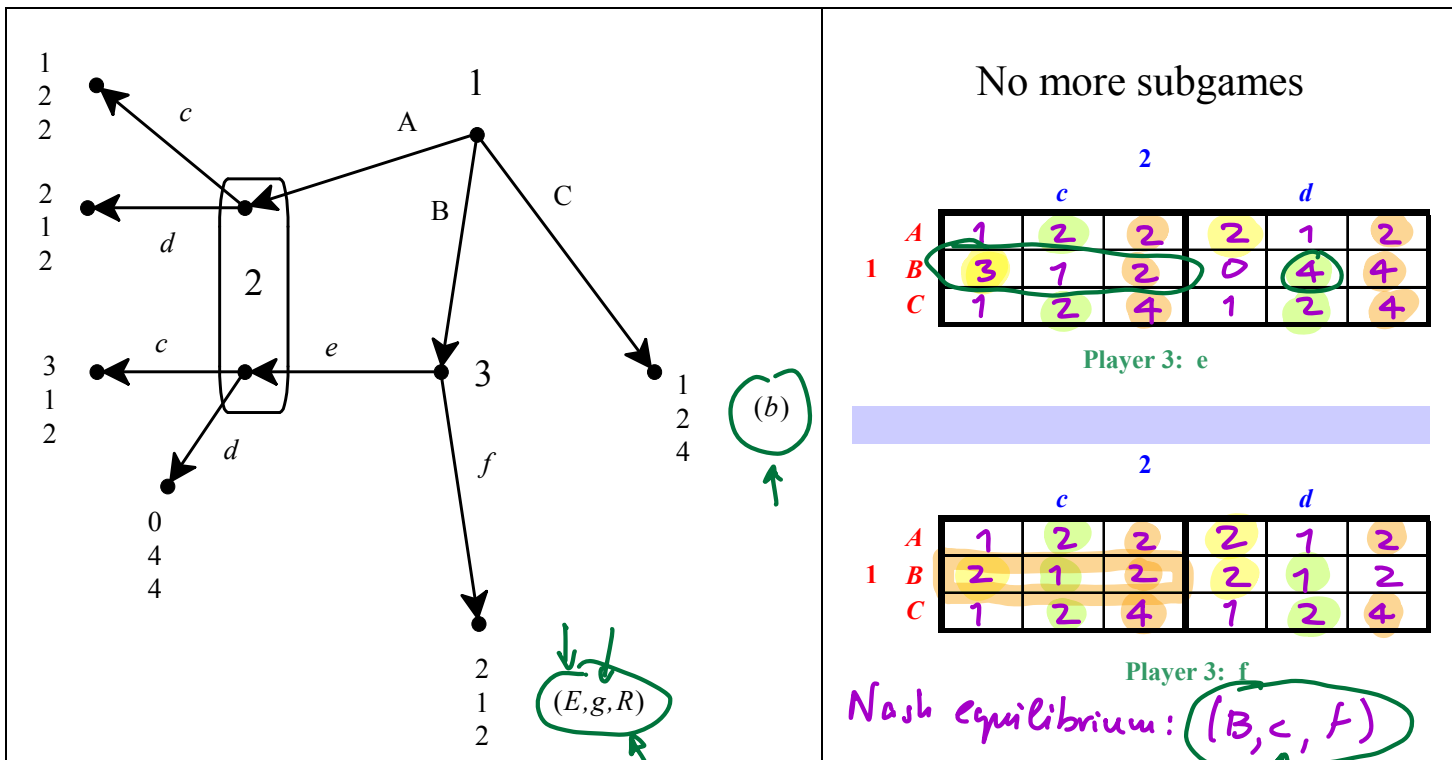 1
2
2
c
A
1
2
1
2
d
B
C
2
3
1
2
c
e
3
1
2
4
(b)
d
f
0
4
4
2
1
2
(E,g,R)
No more subgames
2
c d
A 1 2 2 2 1 2
1 B 3 1 2 0 4 4
C 1 2 4 1 2 4
Player 3: e
2
c d
A 1 2 2 2 1 2
1 B 2 1 2 2 1 2
C 1 2 4 1 2 4
Player 3: f
Nash equilibrium: (B, c, f)